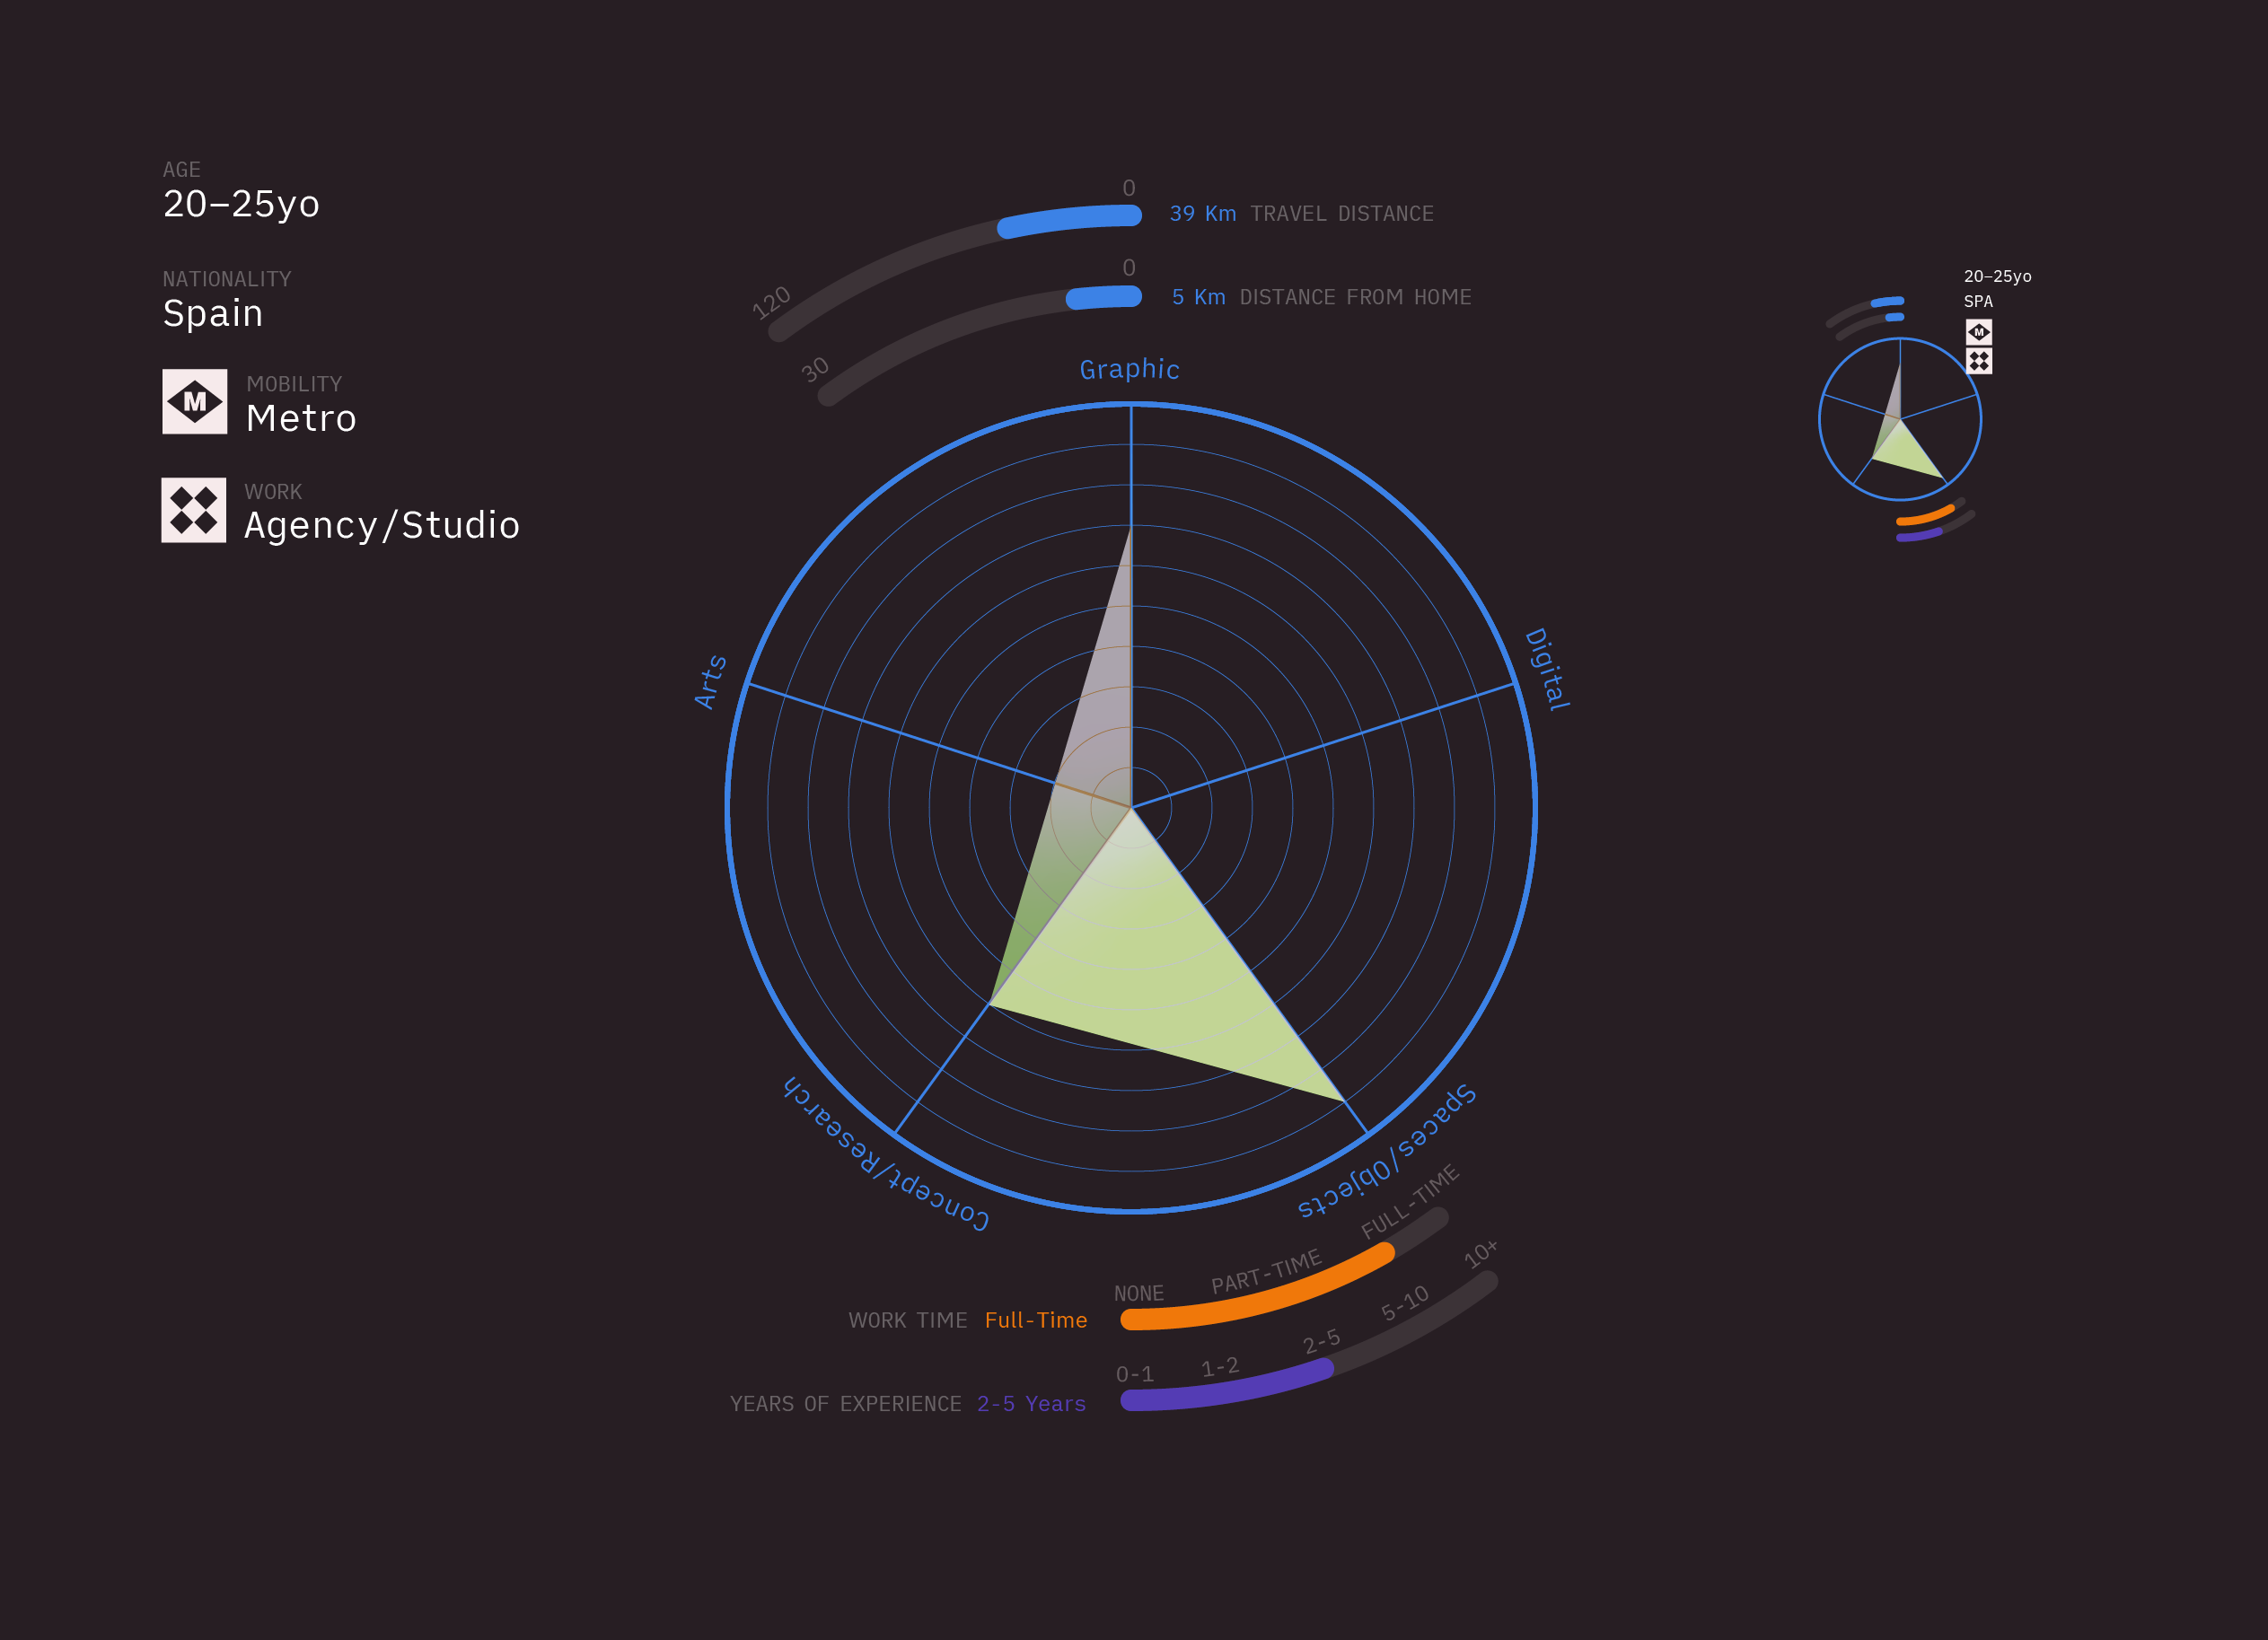 AGE
20–25yo
NATIONALITY
Spain
M
MOBILITY
Metro
WORK
Agency/Studio
0
39 Km TRAVEL DISTANCE
120
0
5 Km DISTANCE FROM HOME
30
Graphic
Digital
Arts
Spaces/Objects
Concept/Research
NONE
PART-TIME
FULL-TIME
WORK TIME Full-Time
0-1
1-2
2-5
5-10
10+
YEARS OF EXPERIENCE 2-5 Years
20–25yo
SPA
M